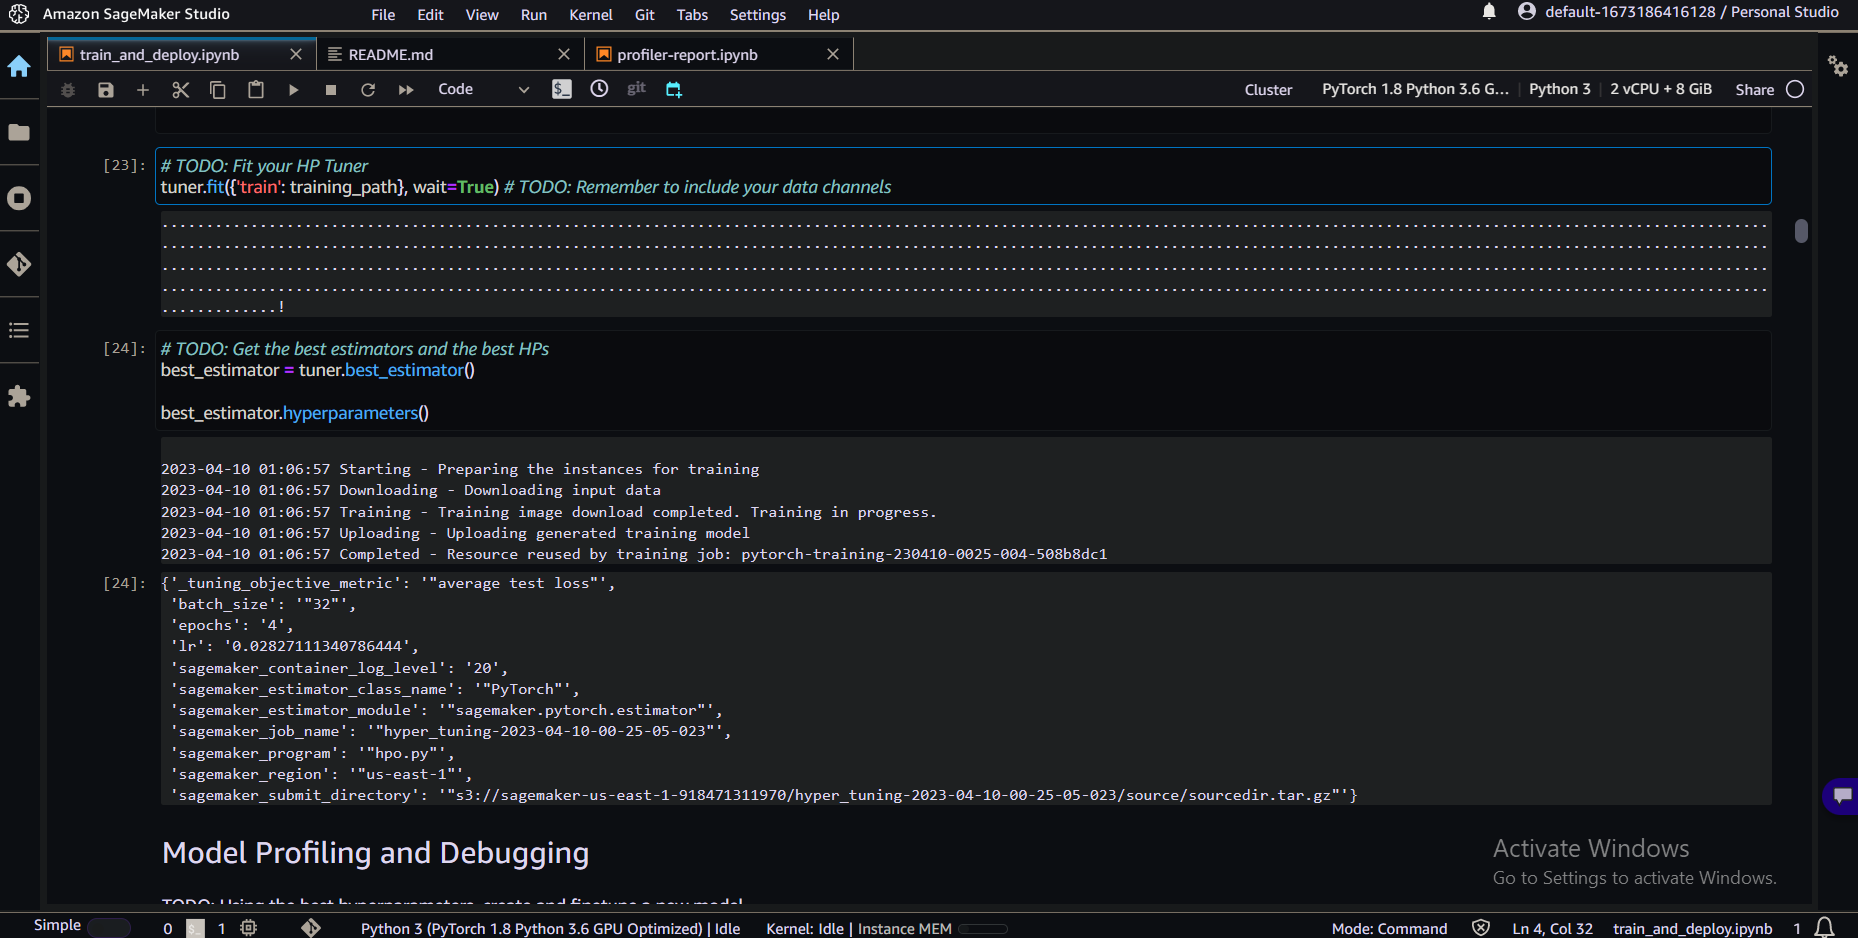 Amazon SageMaker Studio File Edit View Run Kernel Git Tabs Settings Help default-1673186416128 / Personal Studio
train_and_deploy.ipynb README.md profiler-report.ipynb
Code $_ git Cluster PyTorch 1.8 Python 3.6 G... Python 3 2 vCPU + 8 GiB Share
[23]: # TODO: Fit your HP Tuner
tuner.fit({'train': training_path}, wait=True) # TODO: Remember to include your data channels
.............!
[24]: # TODO: Get the best estimators and the best HPs
best_estimator = tuner.best_estimator()
best_estimator.hyperparameters()
2023-04-10 01:06:57 Starting - Preparing the instances for training
2023-04-10 01:06:57 Downloading - Downloading input data
2023-04-10 01:06:57 Training - Training image download completed. Training in progress.
2023-04-10 01:06:57 Uploading - Uploading generated training model
2023-04-10 01:06:57 Completed - Resource reused by training job: pytorch-training-230410-0025-004-508b8dc1
[24]: {'_tuning_objective_metric': '"average test loss"',
'batch_size': '"32"',
'epochs': '4',
'lr': '0.02827111340786444',
'sagemaker_container_log_level': '20',
'sagemaker_estimator_class_name': '"PyTorch"',
'sagemaker_estimator_module': '"sagemaker.pytorch.estimator"',
'sagemaker_job_name': '"hyper_tuning-2023-04-10-00-25-05-023"',
'sagemaker_program': '"hpo.py"',
'sagemaker_region': '"us-east-1"',
'sagemaker_submit_directory': '"s3://sagemaker-us-east-1-918471311970/hyper_tuning-2023-04-10-00-25-05-023/source/sourcedir.tar.gz"'}
Model Profiling and Debugging
Activate Windows
Go to Settings to activate Windows.
TODO: Using the best hyperparameters, create and finetune a new model
Simple 0 $_ 1 Python 3 (PyTorch 1.8 Python 3.6 GPU Optimized) | Idle Kernel: Idle | Instance MEM Mode: Command Ln 4, Col 32 train_and_deploy.ipynb 1